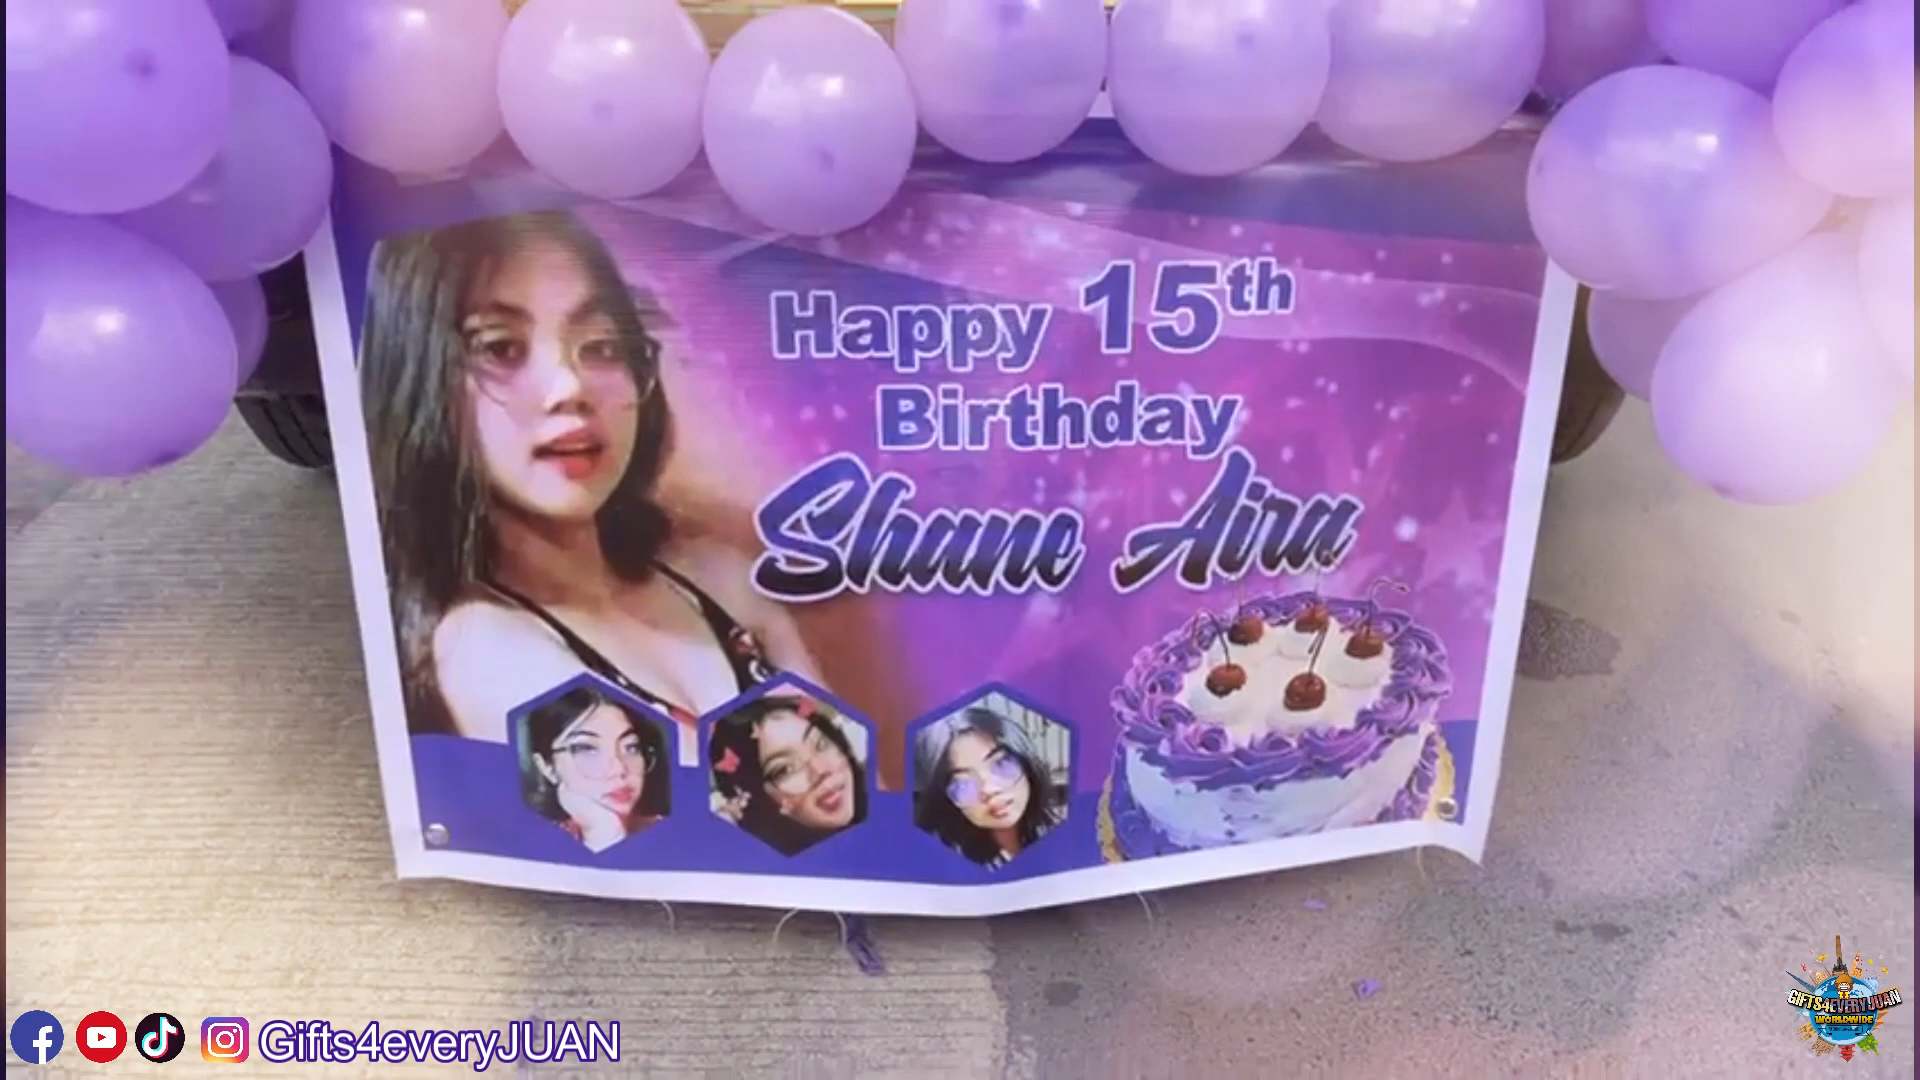 Happy 15th
Birthday
Shane Aira
Gifts4everyJUAN
GIFTS4EVERYJUAN
WORLDWIDE